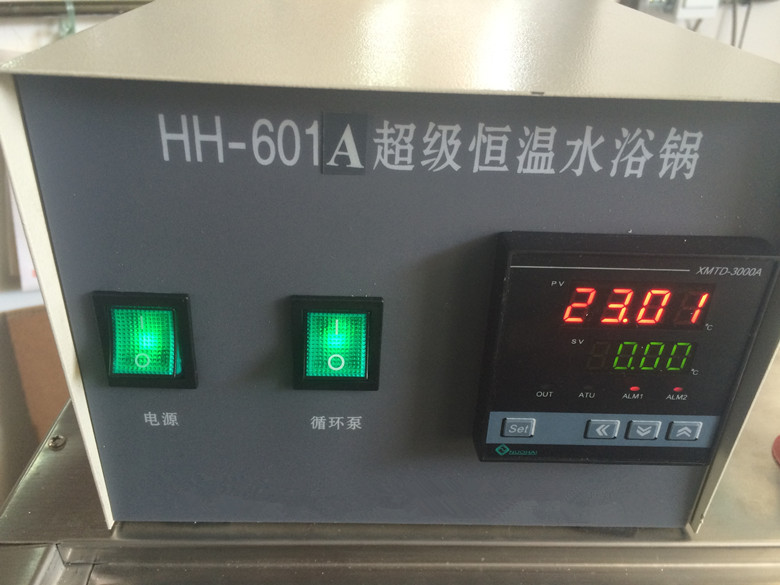 HH-601A超级恒温水浴锅
XMTD-3000A
PV
23.01
℃
SV
0.00
℃
OUT ATU ALM1 ALM2
Set
电源
循环泵